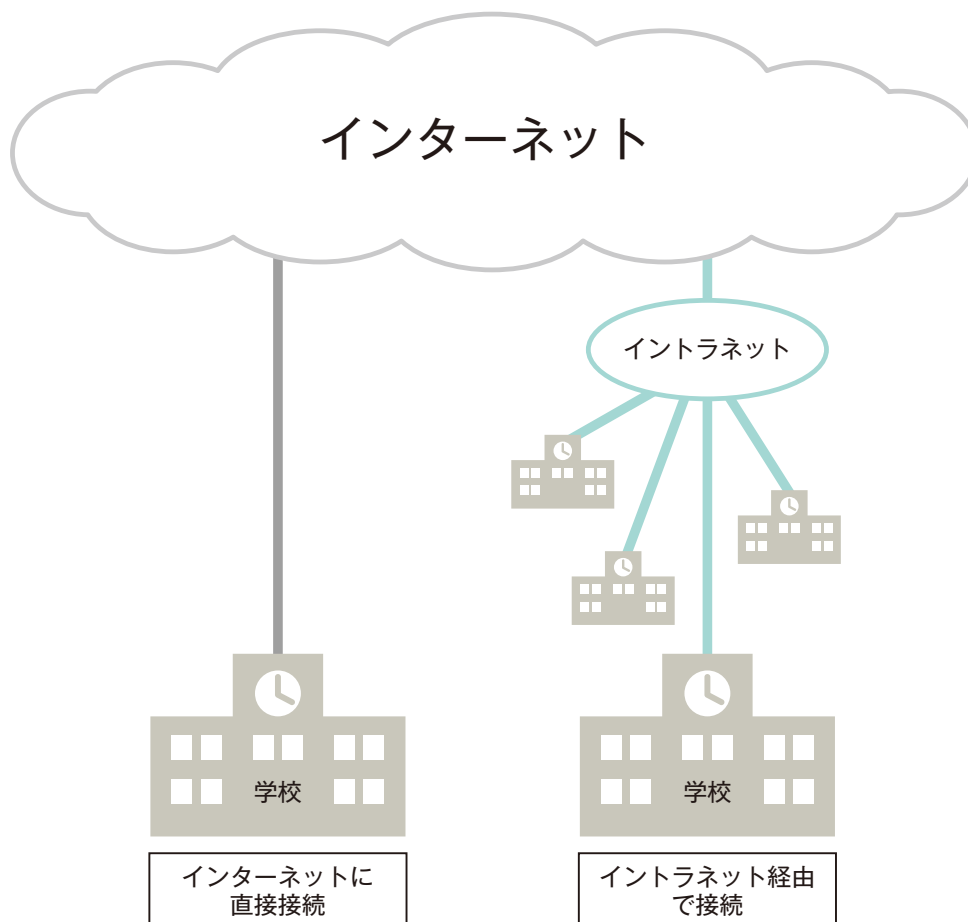 インターネット
イントラネット
学校
学校
インターネットに
直接接続
イントラネット経由
で接続